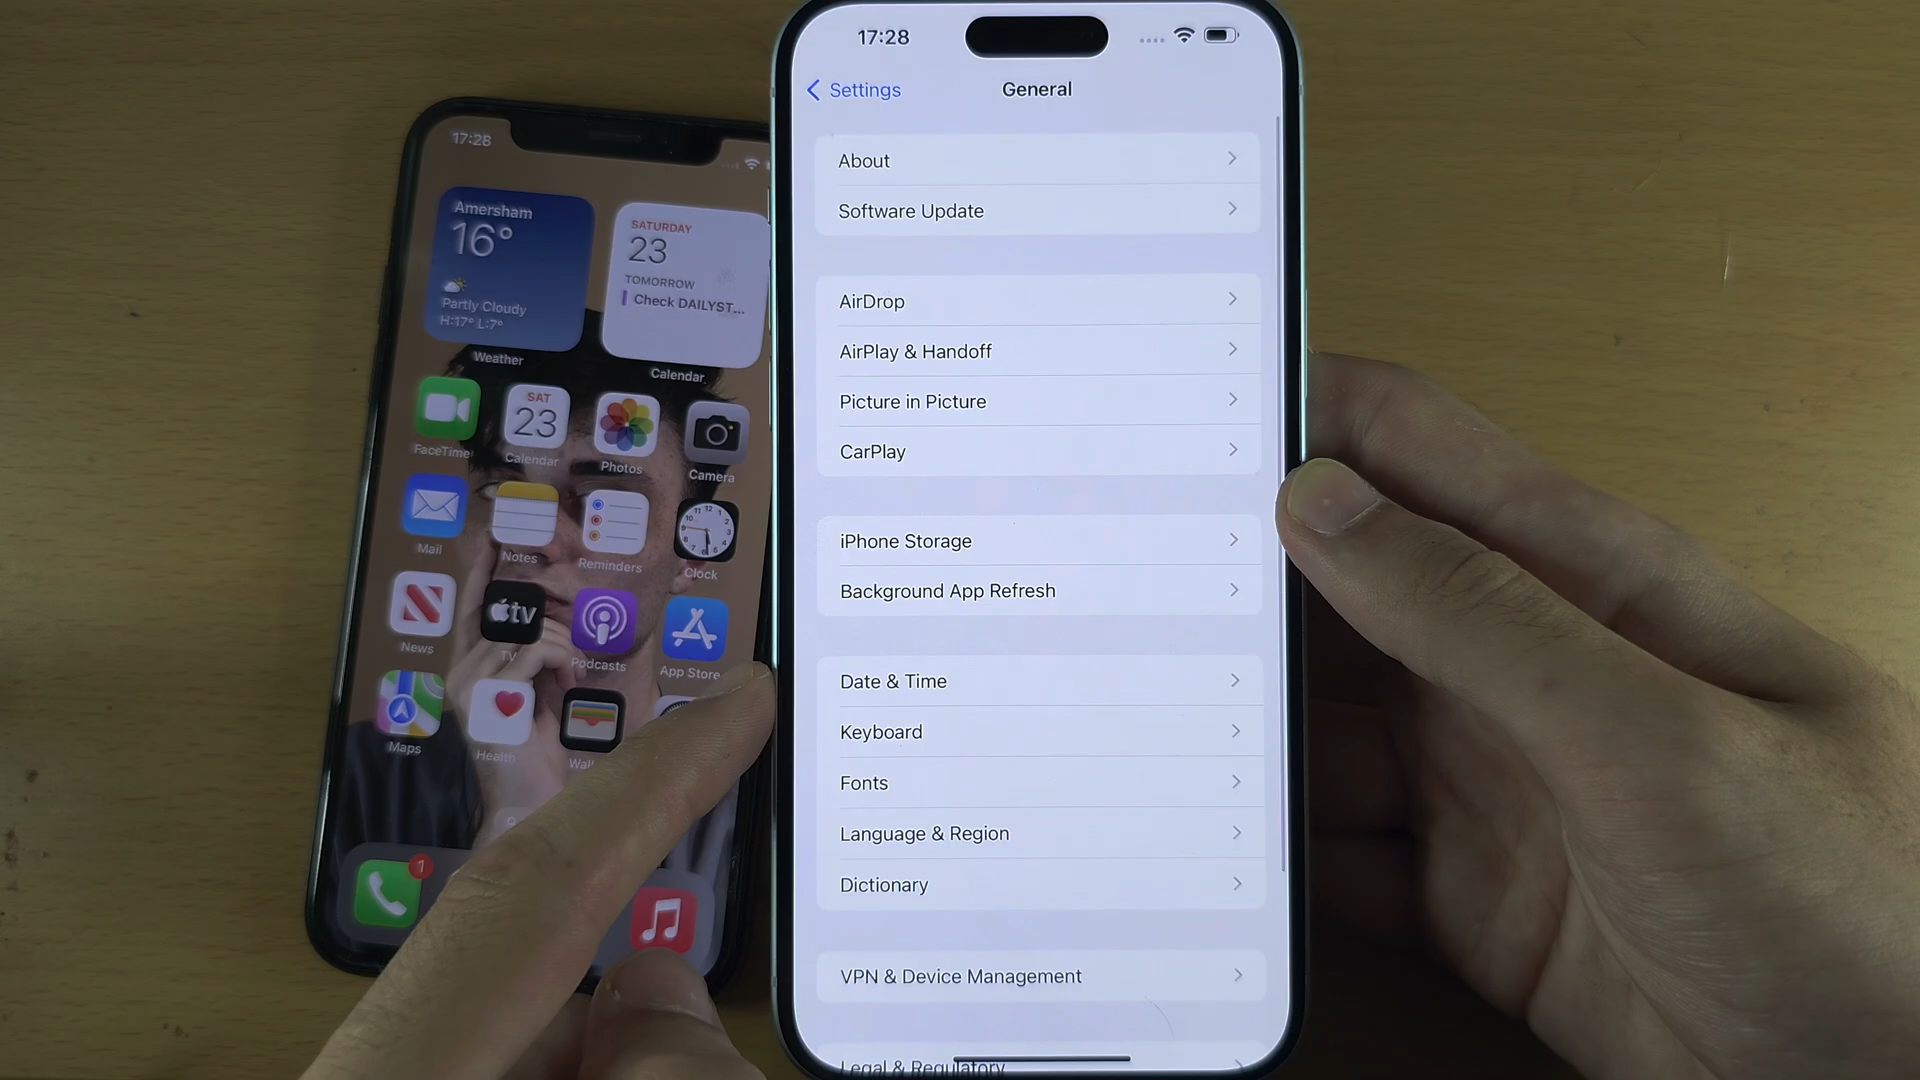 17:28
Amersham
16°
Partly Cloudy
H:17° L:7°
Weather
SATURDAY
23
TOMORROW
Check DAILYST...
Calendar
FaceTime
SAT
23
Calendar
Photos
Camera
Mail
Notes
Reminders
Clock
News
tv
TV
Podcasts
App Store
Maps
Health
Wall
1
17:28
Settings
General
About
Software Update
AirDrop
AirPlay & Handoff
Picture in Picture
CarPlay
iPhone Storage
Background App Refresh
Date & Time
Keyboard
Fonts
Language & Region
Dictionary
VPN & Device Management
Legal & Regulatory